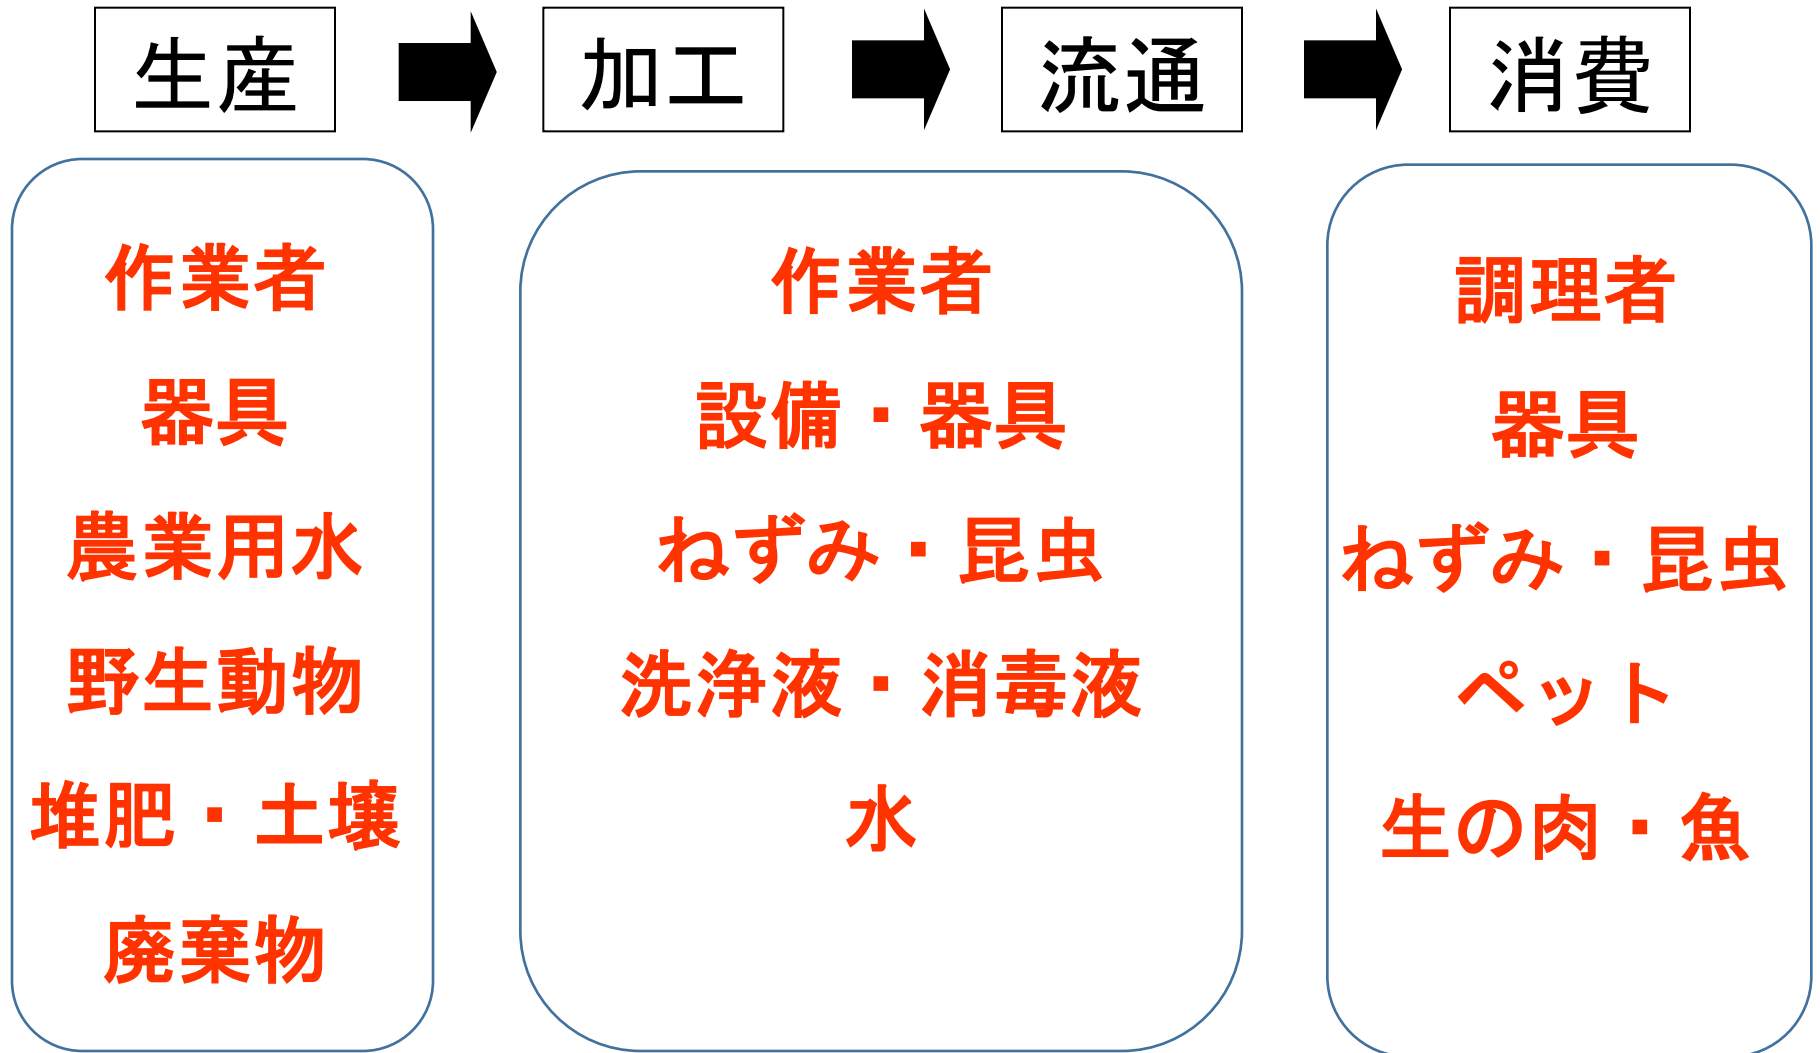 生産
加工
流通
消費
作業者
器具
農業用水
野生動物
堆肥・土壌
廃棄物
作業者
設備・器具
ねずみ・昆虫
洗浄液・消毒液
水
調理者
器具
ねずみ・昆虫
ペット
生の肉・魚